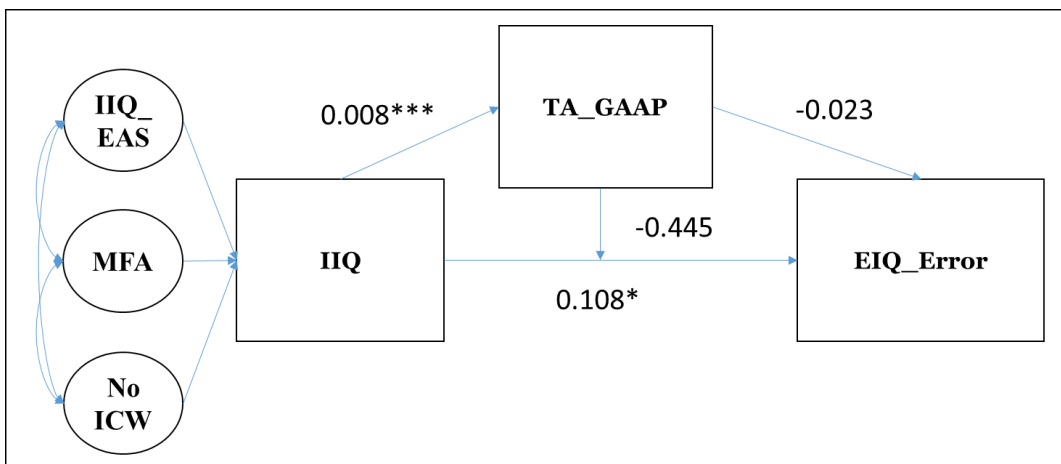 IIQ_
EAS
MFA
No
ICW
IIQ
0.008***
TA_GAAP
-0.023
-0.445
0.108*
EIQ_Error